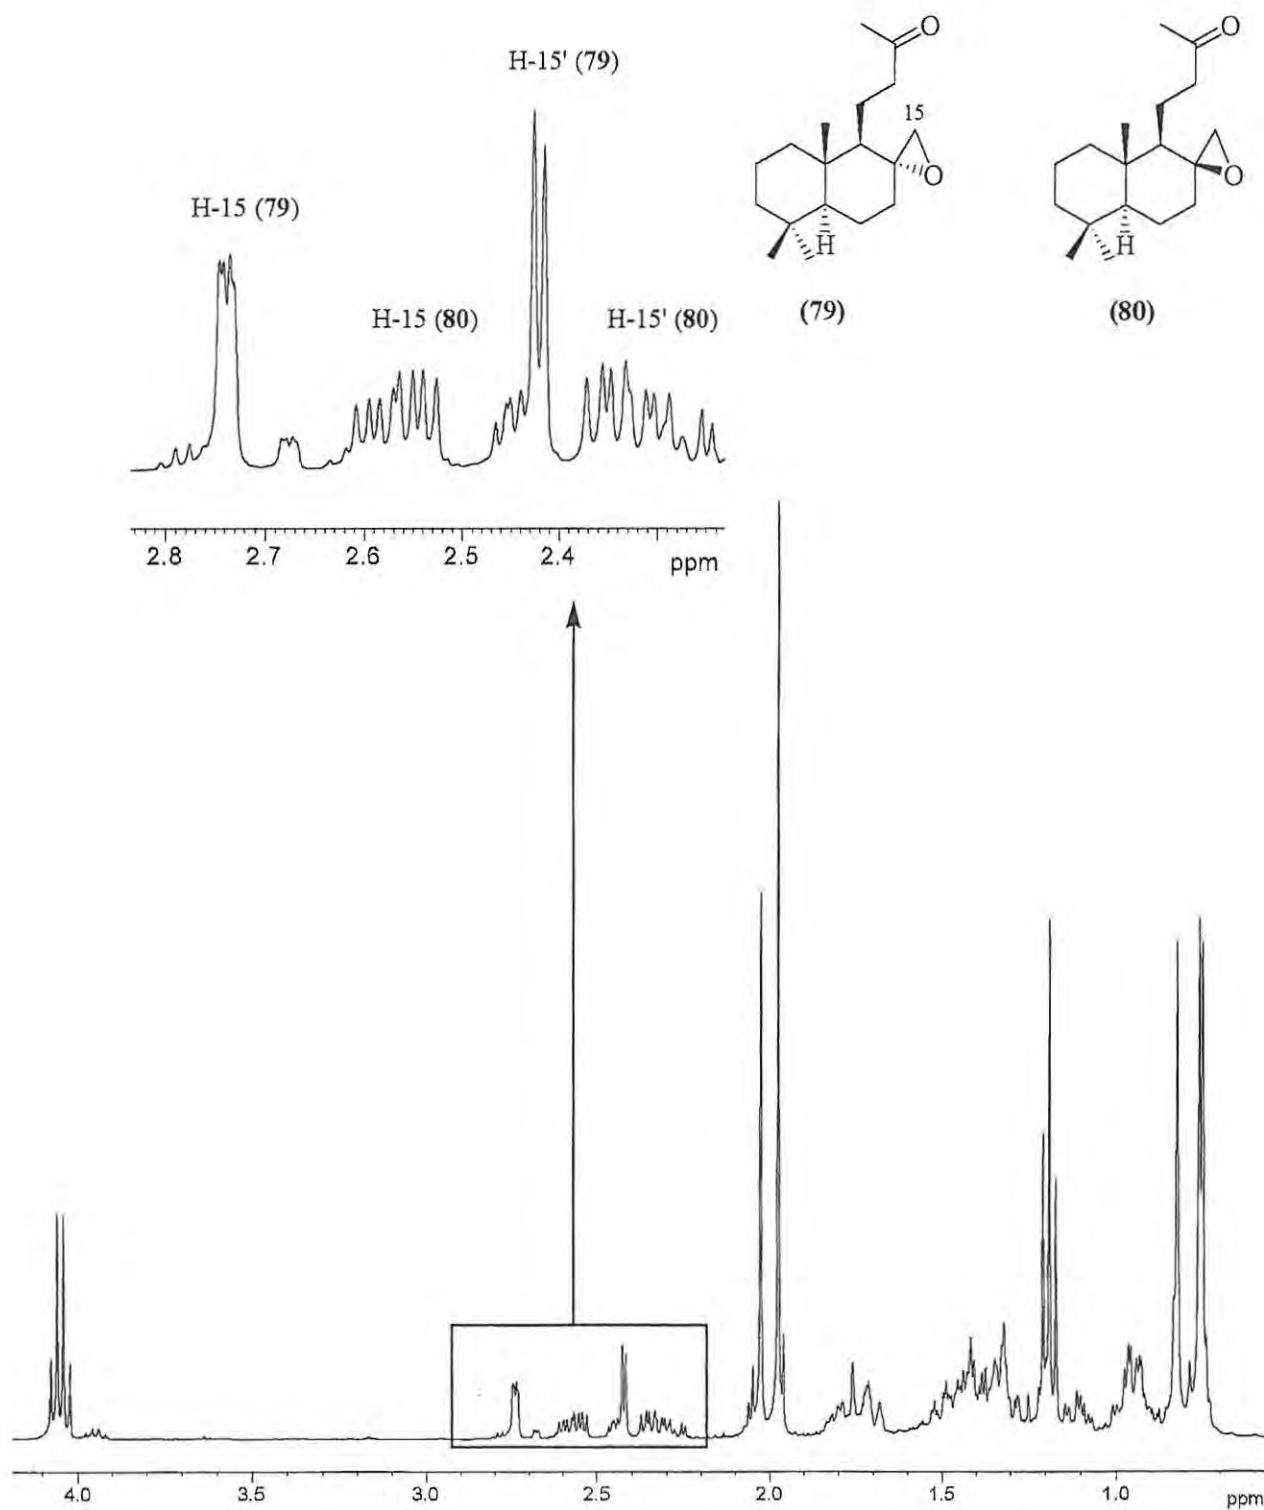 O
O
H-15' (79)
15
H-15 (79)
O
O
H-15 (80)
H-15' (80)
H
H
(79)
(80)
2.8 2.7 2.6 2.5 2.4 ppm
4.0 3.5 3.0 2.5 2.0 1.5 1.0 ppm